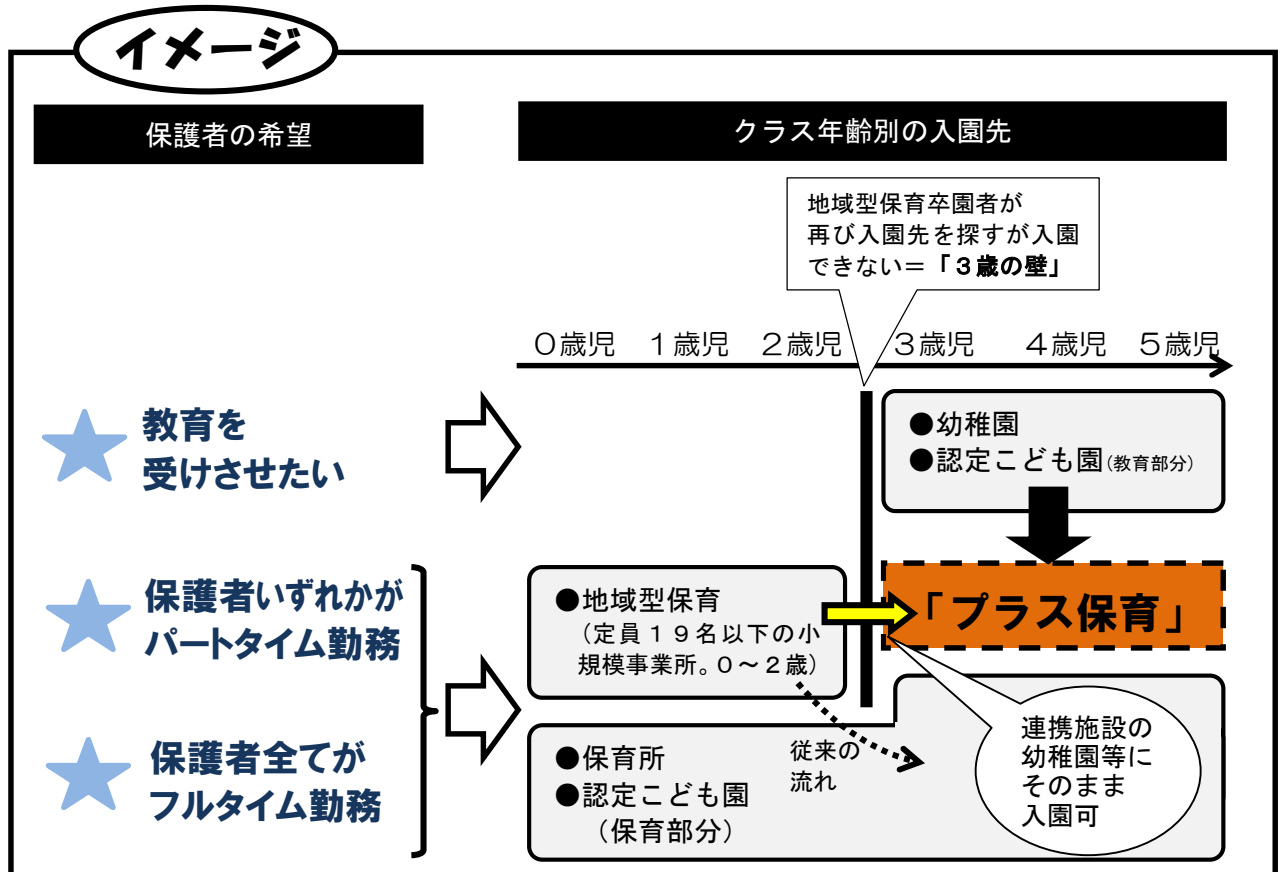 イメージ
保護者の希望
クラス年齢別の入園先
地域型保育卒園者が
再び入園先を探すが入園
できない＝「３歳の壁」
０歳児　１歳児　２歳児　３歳児　４歳児　５歳児
教育を
受けさせたい
●幼稚園
●認定こども園(教育部分)
保護者いずれかが
パートタイム勤務
●地域型保育
（定員１９名以下の小
規模事業所。０～２歳）
「プラス保育」
保護者全てが
フルタイム勤務
●保育所
●認定こども園
（保育部分）
従来の
流れ
連携施設の
幼稚園等に
そのまま
入園可